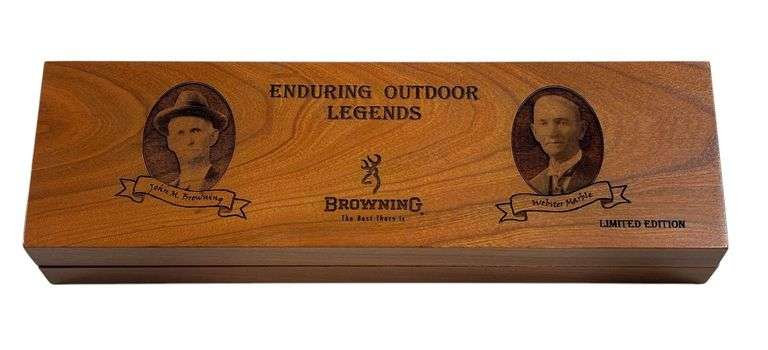 ENDURING OUTDOOR
LEGENDS
John M. Browning
BROWNING
The Best There Is
Webster Marble
LIMITED EDITION